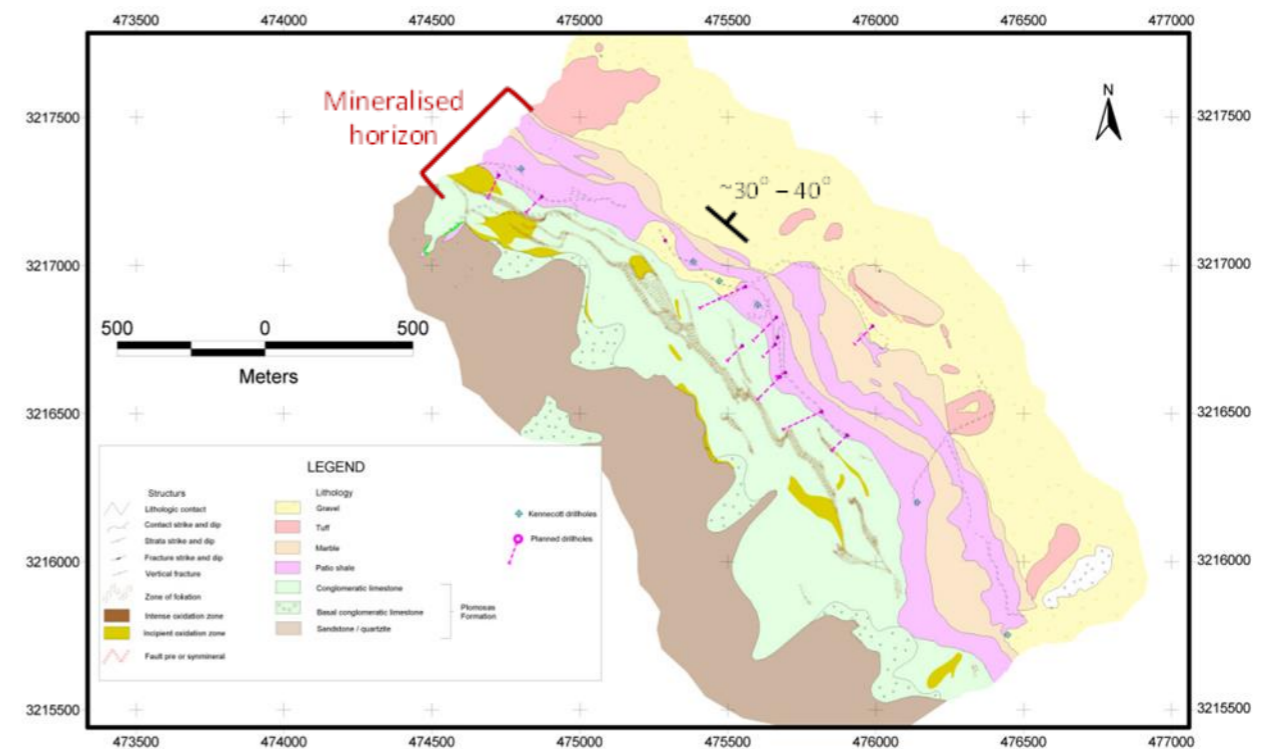 473500 474000 474500 475000 475500 476000 476500 477000
Mineralised
horizon
N
3217500 3217500
~30° – 40°
3217000 3217000
500 0 500
Meters
3216500 3216500
LEGEND
Structurs Lithology
Lithologic contact Gravel
Contact strike and dip Tuff
Strata strike and dip Marble
Fracture strike and dip Patio shale
Vertical fracture Conglomeratic limestone
Zone of foliation Basal conglomeratic limestone
Intense oxidation zone Sandstone / quartzite
Incipient oxidation zone
Fault pre or synmineral
Plomosas
Formation
Kennecott drillholes
Planned drillholes
3216000 3216000
3215500 3215500
473500 474000 474500 475000 475500 476000 476500 477000